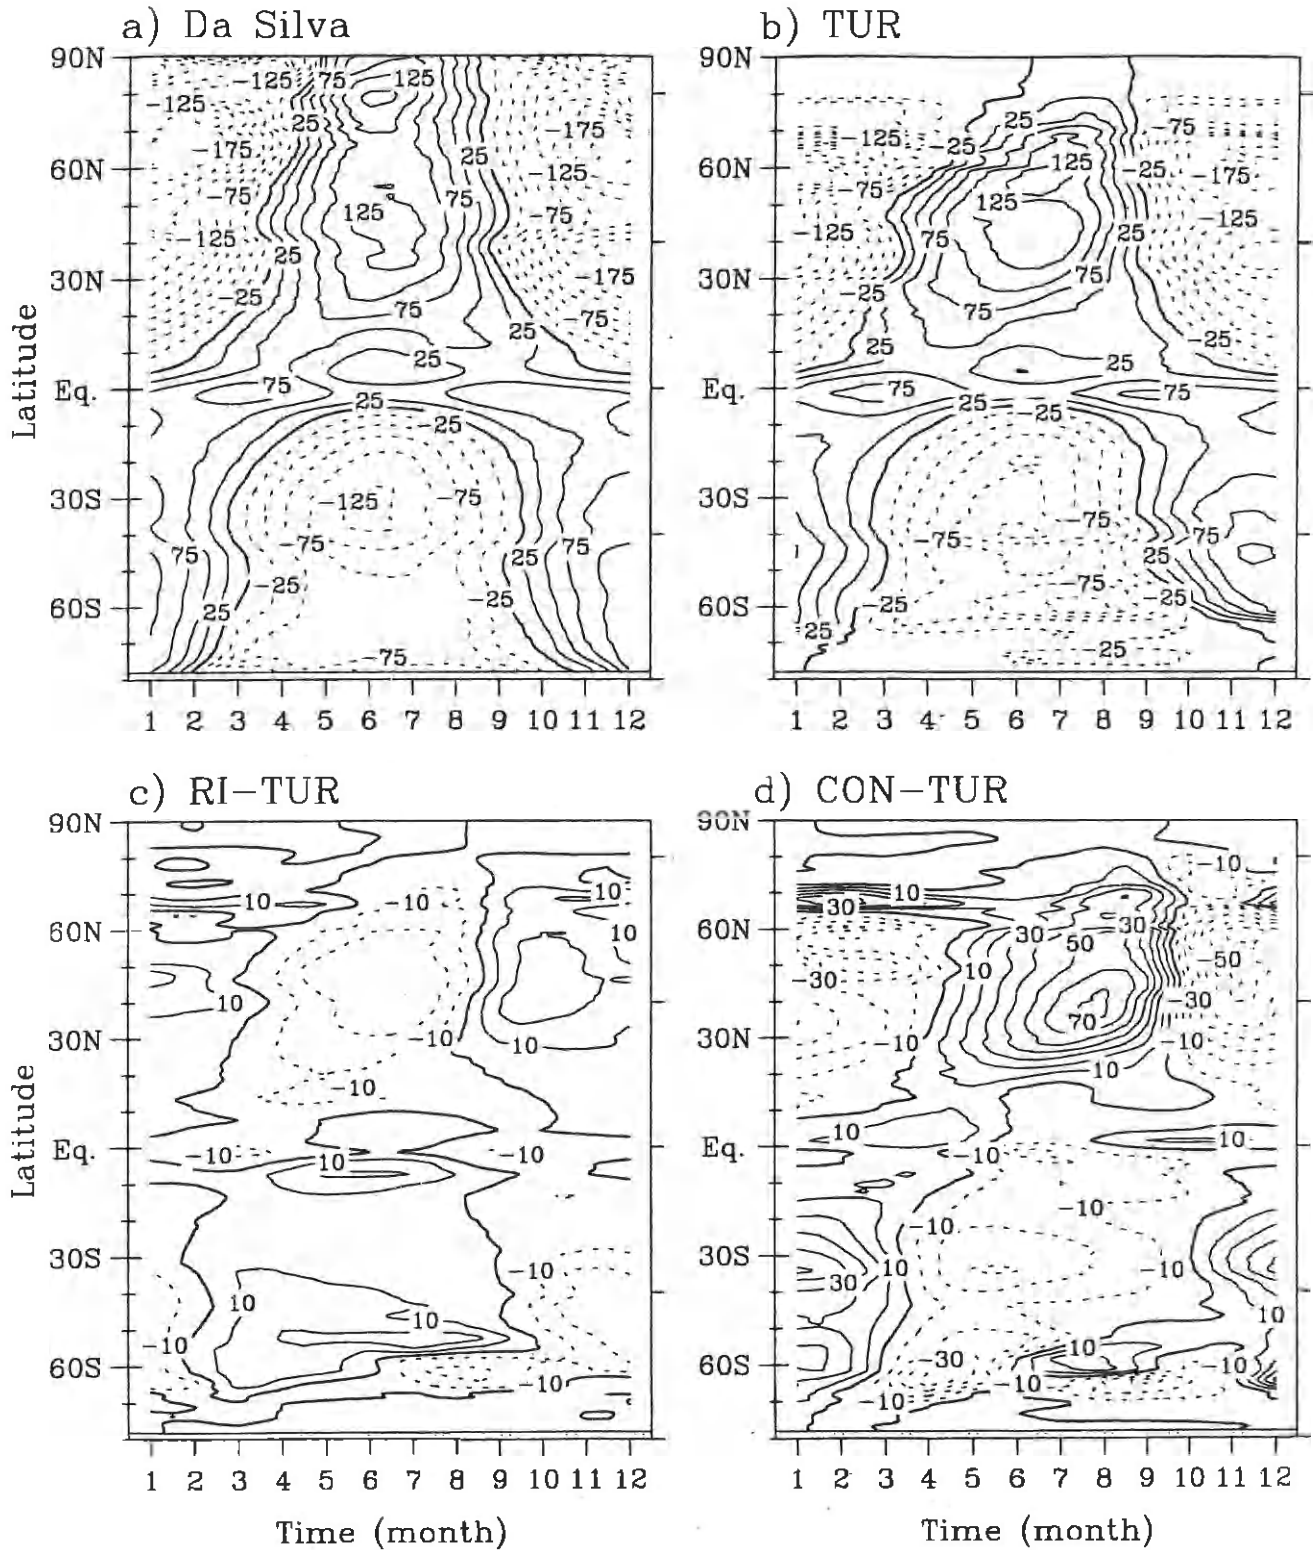 a) Da Silva
90N
60N
30N
Eq.
30S
60S
Latitude
1 2 3 4 5 6 7 8 9 10 11 12
-125 75 125
-125
25
-175 25 -175
-75 125 75 -125
-125 25 -75
-25 75 -175
25 -75
25
75
25
-25
-125 -75
75 -75 25 75
-25 -25
25
-75
b) TUR
90N
60N
30N
Eq.
30S
60S
1 2 3 4 5 6 7 8 9 10 11 12
25 -75
-125 -25 125 -25
-75 125 -175
-125 75 25 -125
-25 75
75
25 25 -25
75 75
25
-25
-75
-75 25 75
-75 -25
-25
25 -25
c) RI-TUR
90N
60N
30N
Eq.
30S
60S
Latitude
1 2 3 4 5 6 7 8 9 10 11 12
Time (month)
10 -10 10
10
10
-10 10
-10
-10 10 -10
-10
10 10
-10
-10
d) CON-TUR
90N
60N
30N
Eq.
30S
60S
1 2 3 4 5 6 7 8 9 10 11 12
Time (month)
-10
10
30 30 30
50 -50
-30 10
-30
-10 70 -10
10
10 10
-10
-10
-10
30 10 -10
10
-30 10 -10
-10
-10